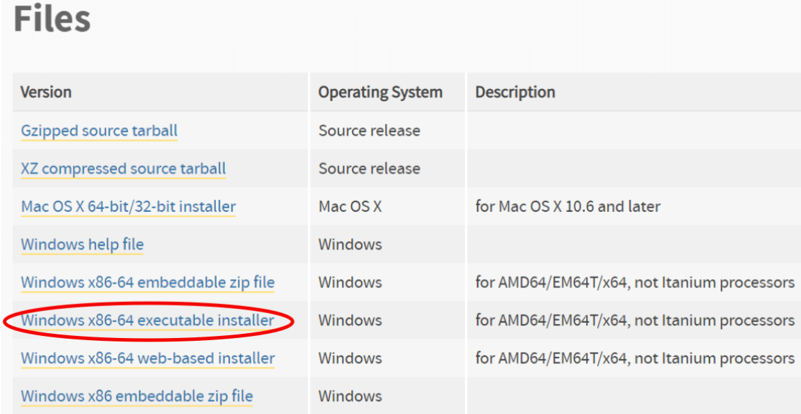 Files
Version Operating System Description
Gzipped source tarball Source release
XZ compressed source tarball Source release
Mac OS X 64-bit/32-bit installer Mac OS X for Mac OS X 10.6 and later
Windows help file Windows
Windows x86-64 embeddable zip file Windows for AMD64/EM64T/x64, not Itanium processors
Windows x86-64 executable installer Windows for AMD64/EM64T/x64, not Itanium processors
Windows x86-64 web-based installer Windows for AMD64/EM64T/x64, not Itanium processors
Windows x86 embeddable zip file Windows